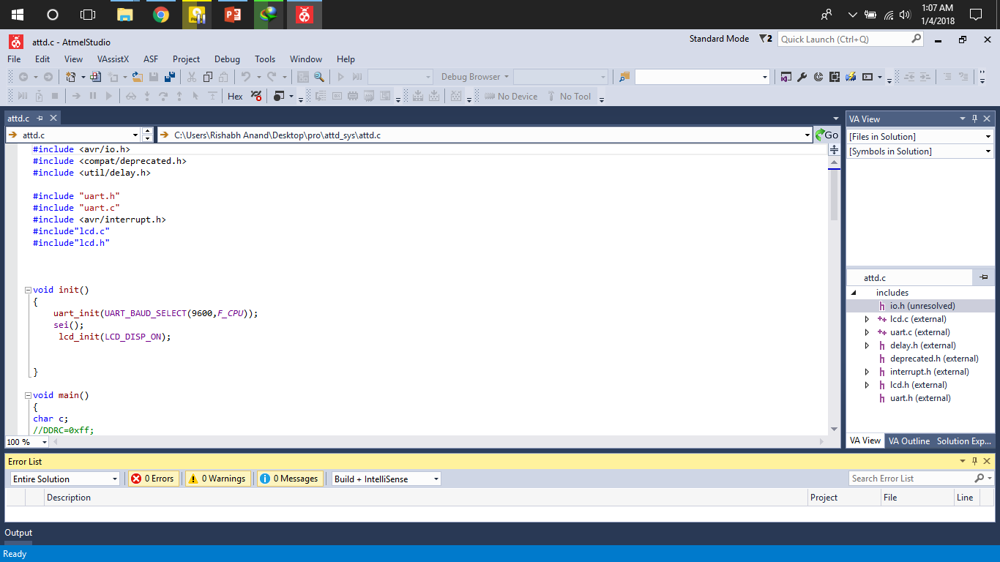 1:07 AM
1/4/2018
attd.c - AtmelStudio
Standard Mode
2
Quick Launch (Ctrl+Q)
File Edit View VAssistX ASF Project Debug Tools Window Help
Debug Browser
Hex
No Device
No Tool
attd.c
attd.c
C:\Users\Rishabh Anand\Desktop\pro\attd_sys\attd.c
Go
#include <avr/io.h>
#include <compat/deprecated.h>
#include <util/delay.h>
#include "uart.h"
#include "uart.c"
#include <avr/interrupt.h>
#include"lcd.c"
#include"lcd.h"
void init()
{
uart_init(UART_BAUD_SELECT(9600,F_CPU));
sei();
lcd_init(LCD_DISP_ON);
}
void main()
{
char c;
//DDRC=0xff;
100 %
VA View
[Files in Solution]
[Symbols in Solution]
attd.c
includes
io.h (unresolved)
lcd.c (external)
uart.c (external)
delay.h (external)
deprecated.h (external)
interrupt.h (external)
lcd.h (external)
uart.h (external)
VA View VA Outline Solution Exp...
Error List
Entire Solution
0 Errors
0 Warnings
0 Messages
Build + IntelliSense
Search Error List
Description Project File Line
Output
Ready